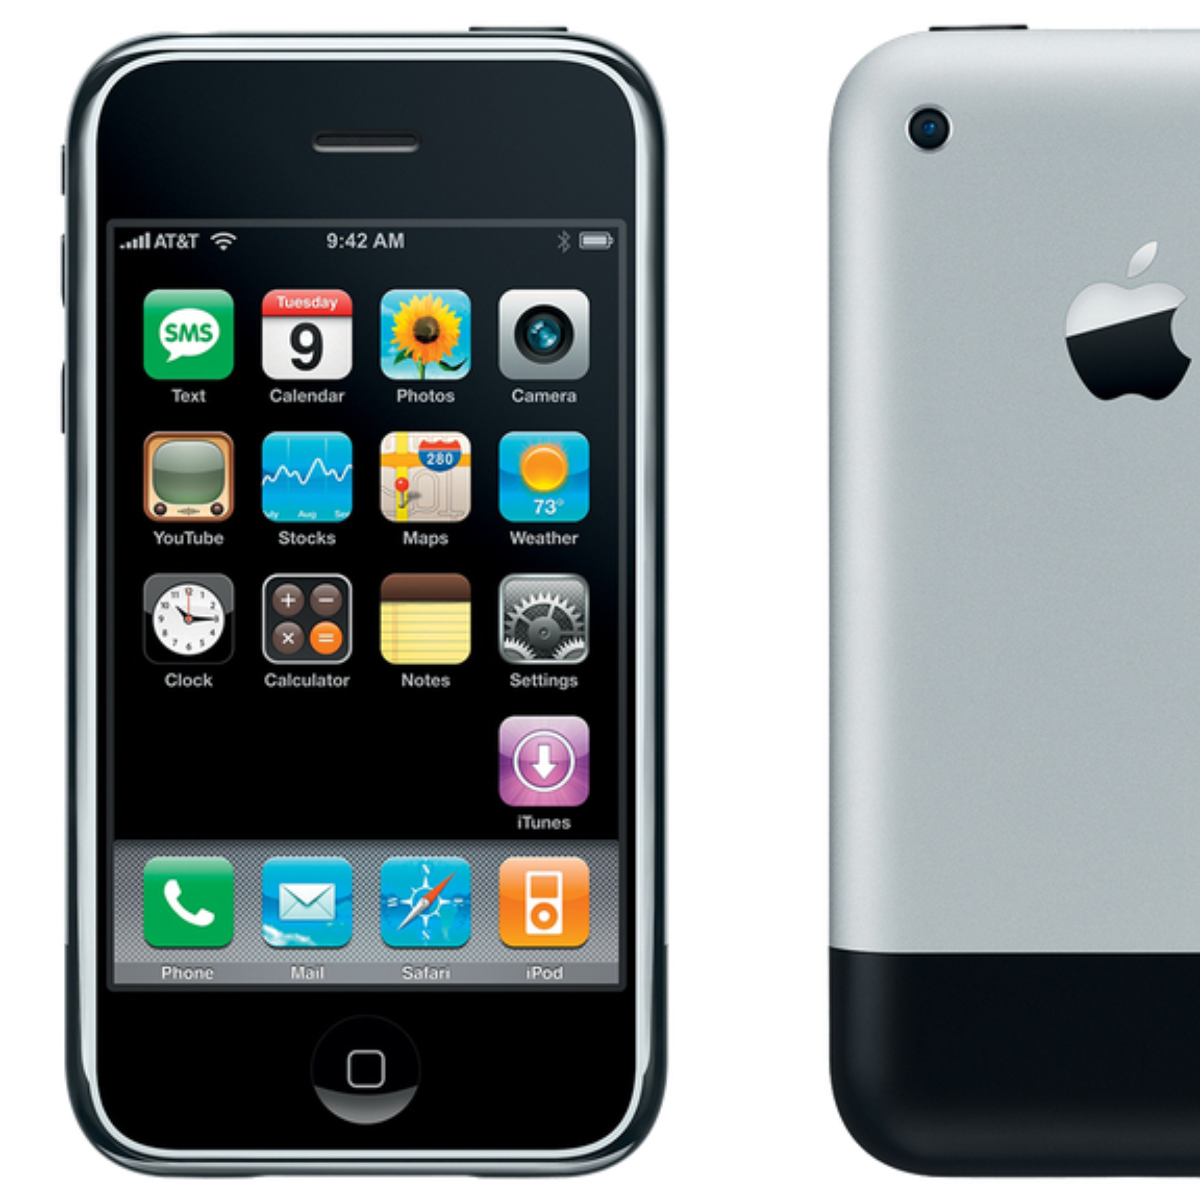 AT&T 9:42 AM
SMS
Tuesday
9
Text Calendar Photos Camera
280
73°
Aug
YouTube Stocks Maps Weather
Clock Calculator Notes Settings
iTunes
Phone Mail Safari iPod